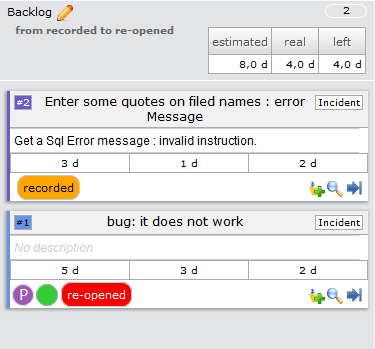 Backlog 2
from recorded to re-opened
estimated real left
8,0 d 4,0 d 4,0 d
#2 Enter some quotes on filed names : error Incident
Message
Get a Sql Error message : invalid instruction.
3 d 1 d 2 d
recorded
#1 bug: it does not work Incident
No description
5 d 3 d 2 d
P re-opened